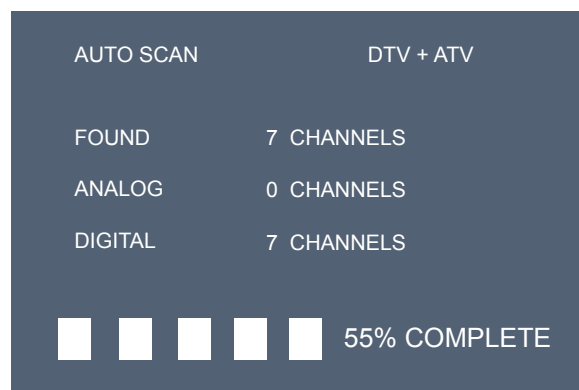 AUTO SCAN DTV + ATV
FOUND 7 CHANNELS
ANALOG 0 CHANNELS
DIGITAL 7 CHANNELS
55% COMPLETE